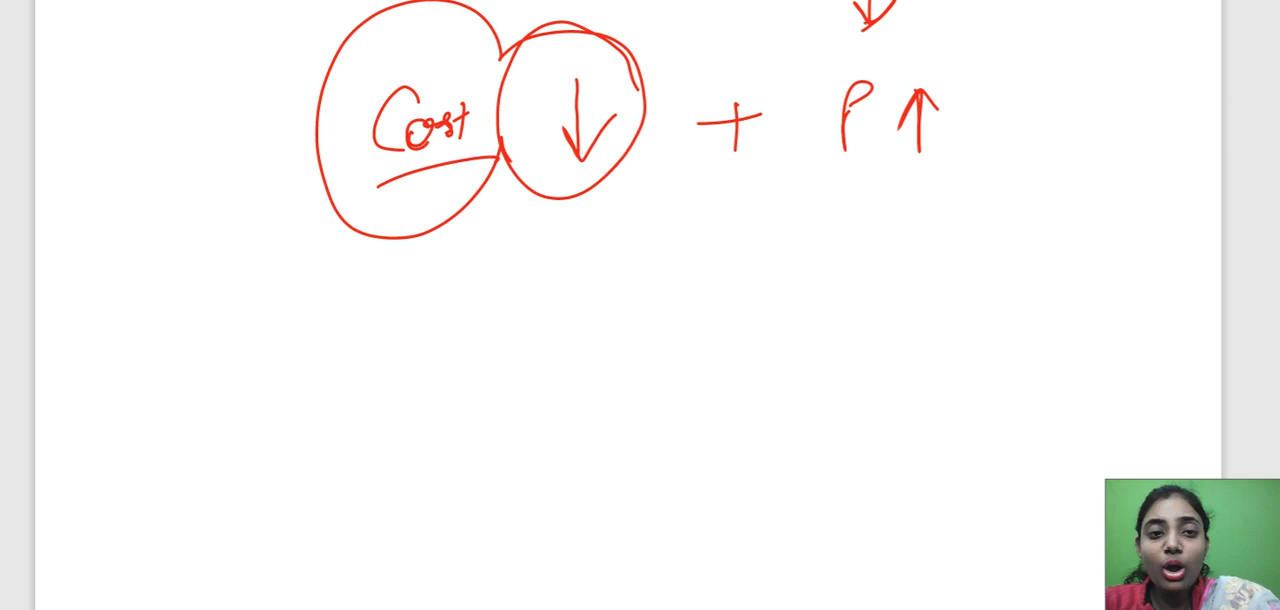 Cost ↓ + P ↑